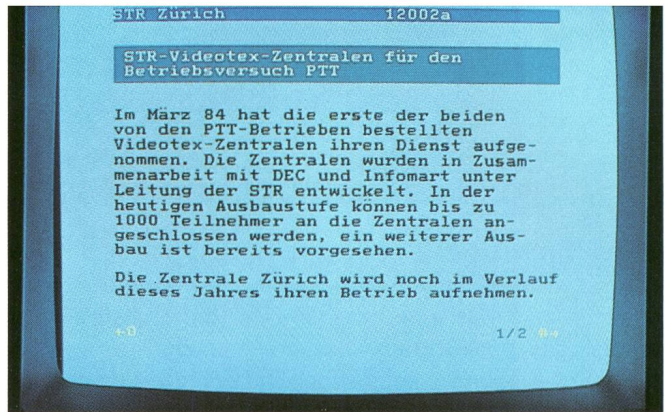 STR Zürich 12002a
STR-Videotex-Zentralen für den
Betriebsversuch PTT
Im März 84 hat die erste der beiden
von den PTT-Betrieben bestellten
Videotex-Zentralen ihren Dienst aufge-
nommen. Die Zentralen wurden in Zusam-
menarbeit mit DEC und Infomart unter
Leitung der STR entwickelt. In der
heutigen Ausbaustufe können bis zu
1000 Teilnehmer an die Zentralen an-
geschlossen werden, ein weiterer Aus-
bau ist bereits vorgesehen.
Die Zentrale Zürich wird noch im Verlauf
dieses Jahres ihren Betrieb aufnehmen.
1/2